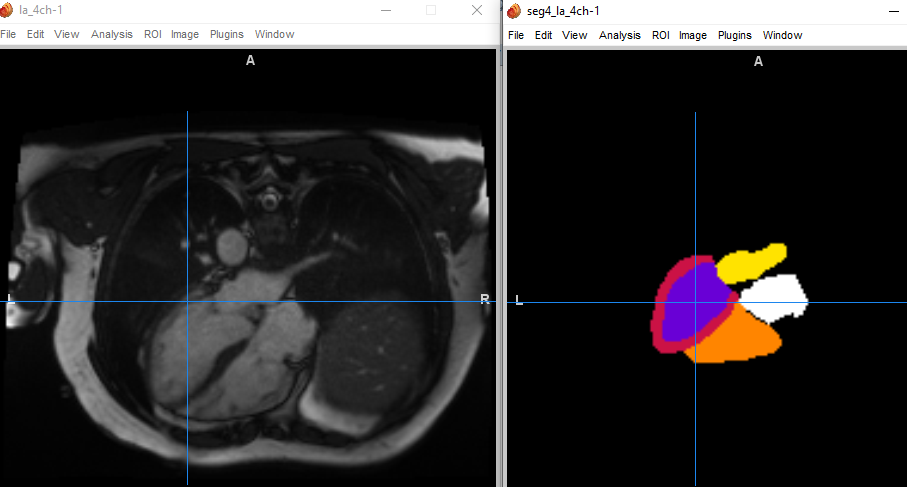 la_4ch-1
File Edit View Analysis ROI Image Plugins Window
A
L
R
seg4_la_4ch-1
File Edit View Analysis ROI Image Plugins Window
A
L